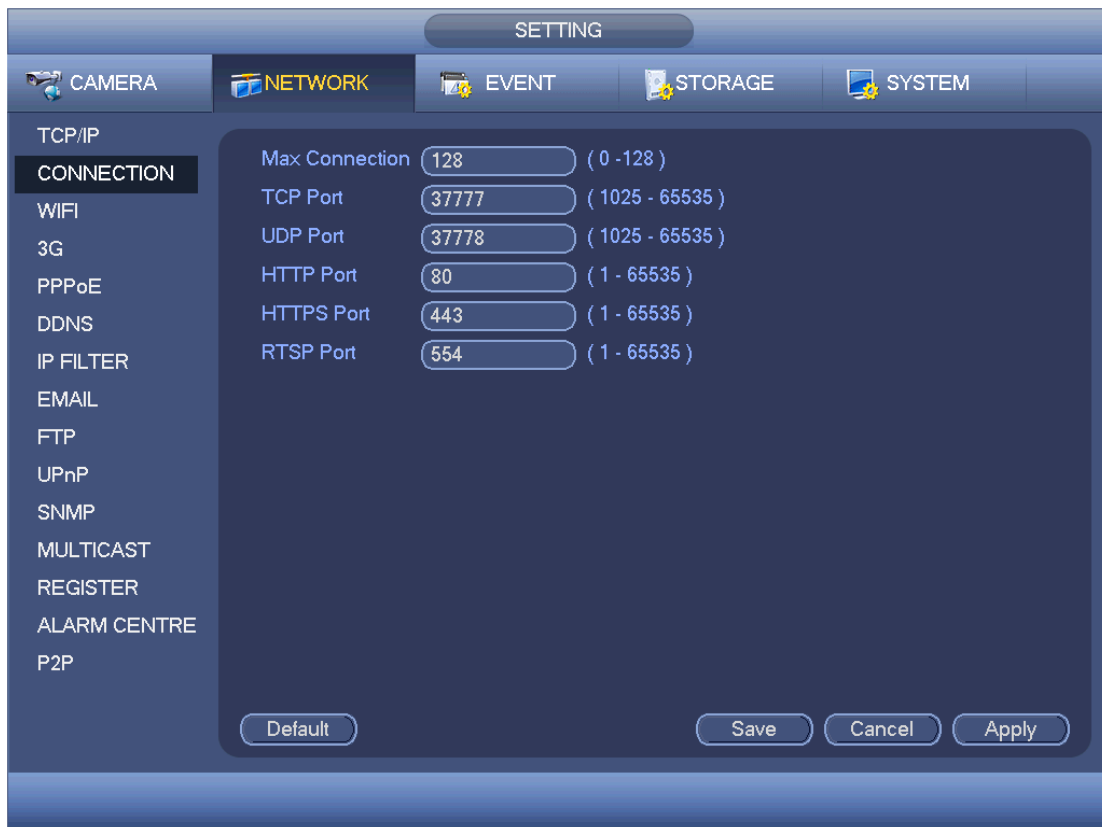 SETTING
CAMERA NETWORK EVENT STORAGE SYSTEM
TCP/IP
CONNECTION
WIFI
3G
PPPoE
DDNS
IP FILTER
EMAIL
FTP
UPnP
SNMP
MULTICAST
REGISTER
ALARM CENTRE
P2P
Max Connection 128 ( 0 -128 )
TCP Port 37777 ( 1025 - 65535 )
UDP Port 37778 ( 1025 - 65535 )
HTTP Port 80 ( 1 - 65535 )
HTTPS Port 443 ( 1 - 65535 )
RTSP Port 554 ( 1 - 65535 )
Default Save Cancel Apply